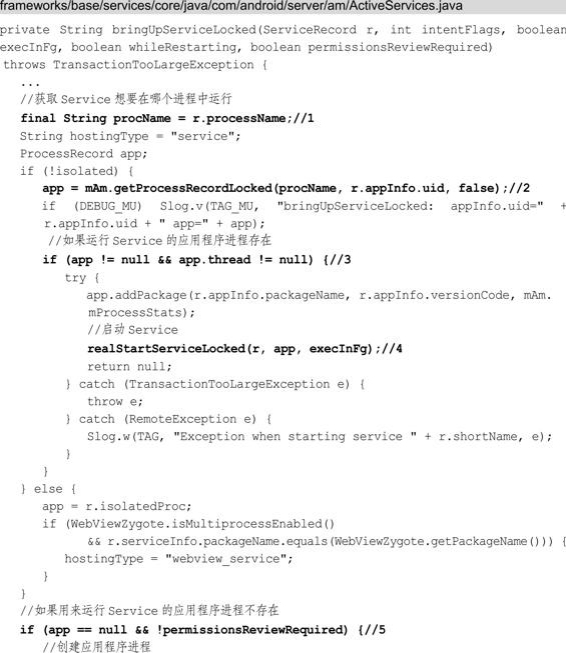 frameworks/base/services/core/java/com/android/server/am/ActiveServices.java
private String bringUpServiceLocked(ServiceRecord r, int intentFlags, boolean
execInFg, boolean whileRestarting, boolean permissionsReviewRequired)
throws TransactionTooLargeException {
...
//获取 Service 想要在哪个进程中运行
final String procName = r.processName;//1
String hostingType = "service";
ProcessRecord app;
if (!isolated) {
app = mAm.getProcessRecordLocked(procName, r.appInfo.uid, false);//2
if (DEBUG_MU) Slog.v(TAG_MU, "bringUpServiceLocked: appInfo.uid=" +
r.appInfo.uid + " app=" + app);
//如果运行 Service 的应用程序进程存在
if (app != null && app.thread != null) {//3
try {
app.addPackage(r.appInfo.packageName, r.appInfo.versionCode, mAm.
mProcessStats);
//启动 Service
realStartServiceLocked(r, app, execInFg);//4
return null;
} catch (TransactionTooLargeException e) {
throw e;
} catch (RemoteException e) {
Slog.w(TAG, "Exception when starting service " + r.shortName, e);
}
}
} else {
app = r.isolatedProc;
if (WebViewZygote.isMultiprocessEnabled()
&& r.serviceInfo.packageName.equals(WebViewZygote.getPackageName())) {
hostingType = "webview_service";
}
}
//如果用来运行 Service 的应用程序进程不存在
if (app == null && !permissionsReviewRequired) {//5
//创建应用程序进程